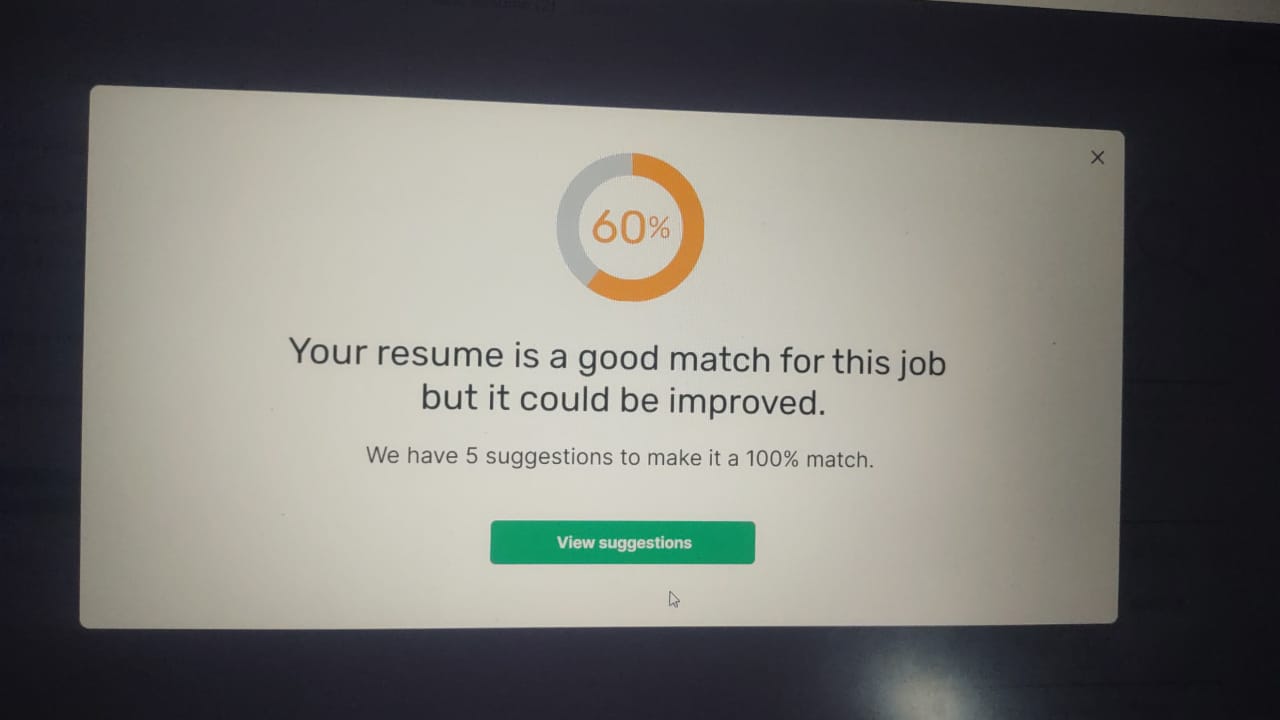 60%
Your resume is a good match for this job
but it could be improved.
We have 5 suggestions to make it a 100% match.
View suggestions